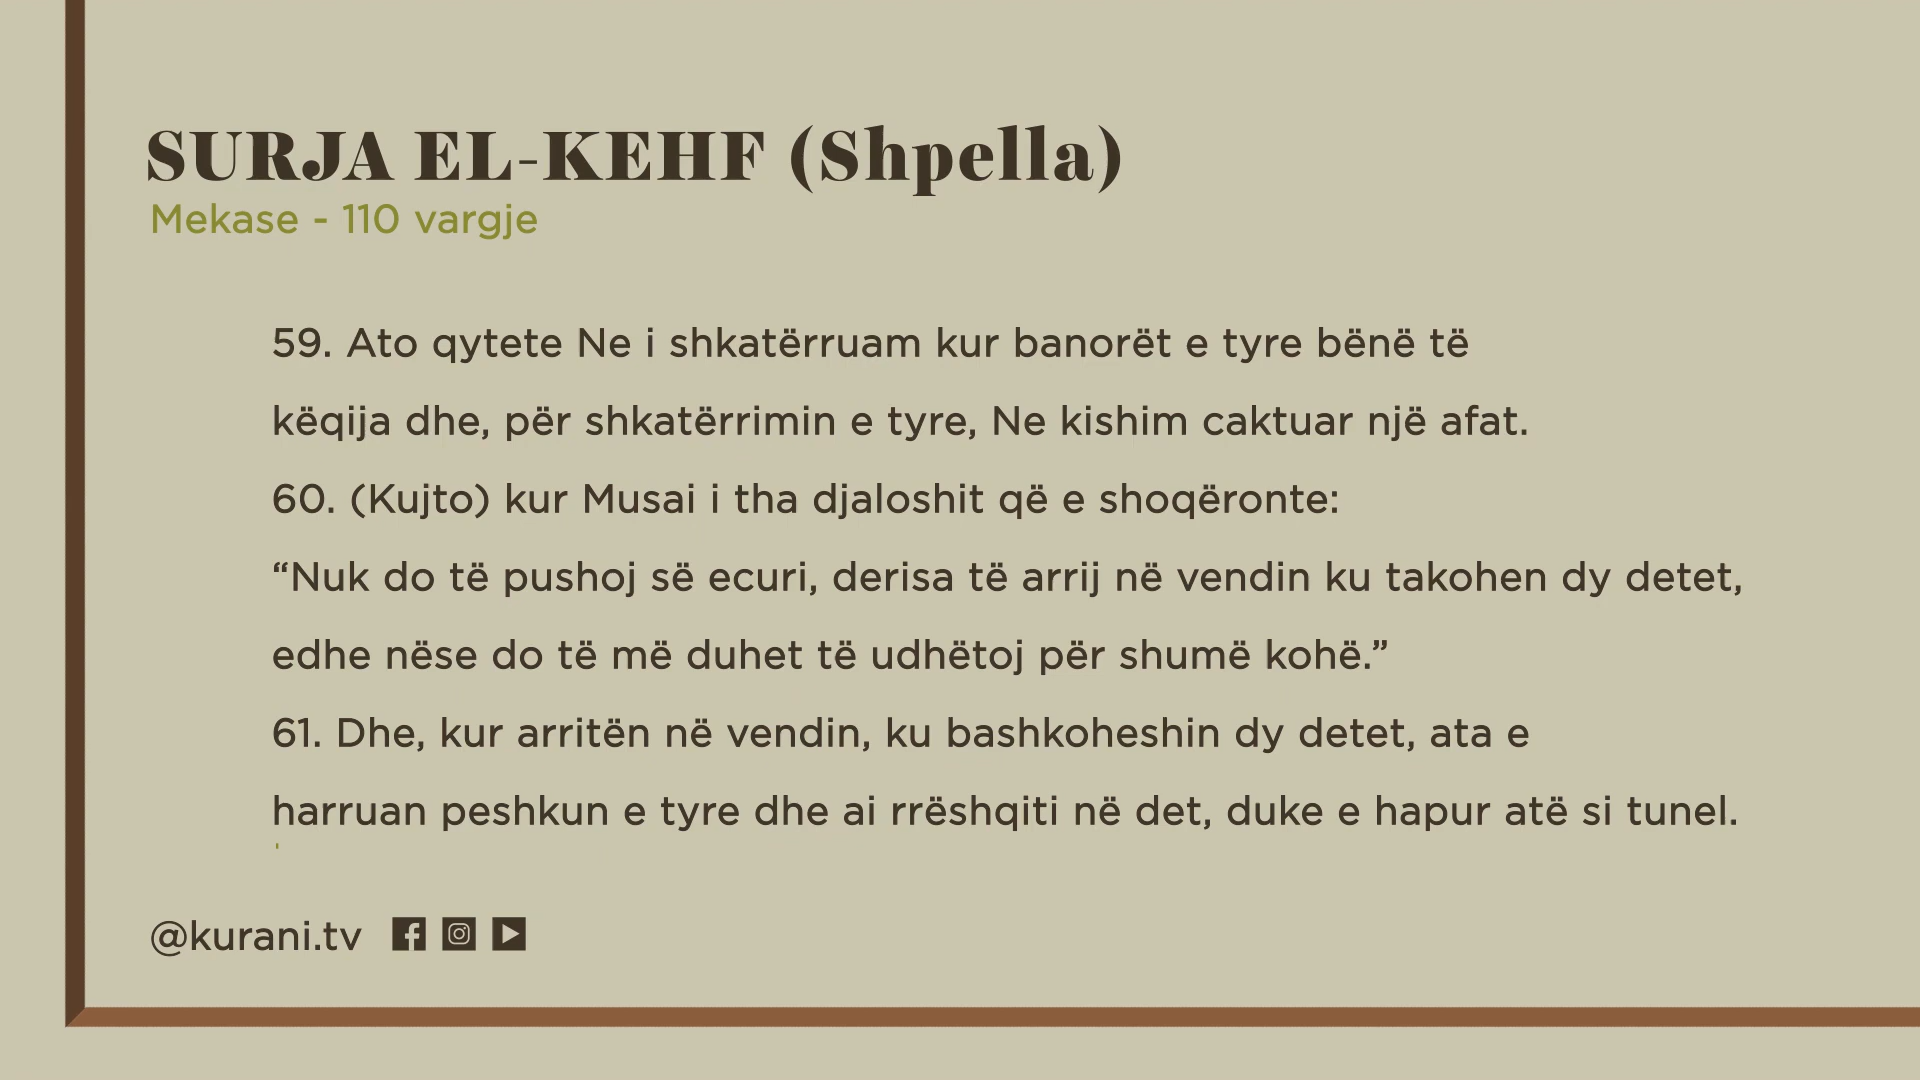 SURJA EL-KEHF (Shpella)
Mekase - 110 vargje
59. Ato qytete Ne i shkatërruam kur banorët e tyre bënë të
këqija dhe, për shkatërrimin e tyre, Ne kishim caktuar një afat.
60. (Kujto) kur Musai i tha djaloshit që e shoqëronte:
“Nuk do të pushoj së ecuri, derisa të arrij në vendin ku takohen dy detet,
edhe nëse do të më duhet të udhëtoj për shumë kohë.”
61. Dhe, kur arritën në vendin, ku bashkoheshin dy detet, ata e
harruan peshkun e tyre dhe ai rrëshqiti në det, duke e hapur atë si tunel.
@kurani.tv